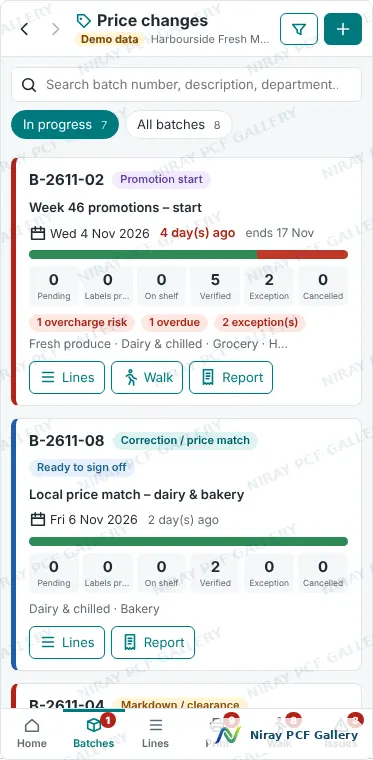 Price changes
Demo data Harbourside Fresh M...
Search batch number, description, department..
In progress 7 All batches 8
B-2611-02 Promotion start
Week 46 promotions – start
Wed 4 Nov 2026 4 day(s) ago ends 17 Nov
0 0 0 5 2 0
Pending Labels pr... On shelf Verified Exception Cancelled
1 overcharge risk 1 overdue 2 exception(s)
Fresh produce · Dairy & chilled · Grocery · H...
Lines Walk Report
B-2611-08 Correction / price match
Ready to sign off
Local price match – dairy & bakery
Fri 6 Nov 2026 2 day(s) ago
0 0 0 2 0 0
Pending Labels pr... On shelf Verified Exception Cancelled
Dairy & chilled · Bakery
Lines Report
B-2611-04 Markdown / clearance
1
Home Batches Lines Walk Issues
Niray PCF Gallery
NIRAY PCF GALLERY